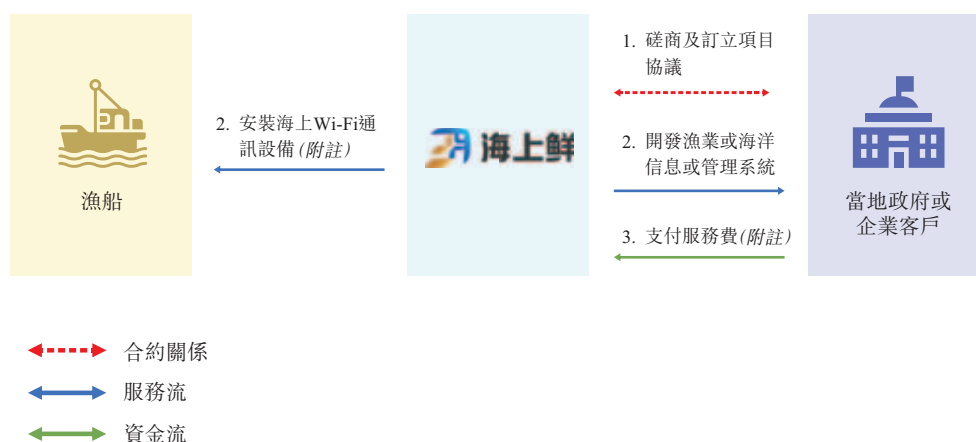 漁船
2. 安裝海上Wi-Fi通
訊設備(附註)
海上鲜
1. 磋商及訂立項目
協議
2. 開發漁業或海洋
信息或管理系統
3. 支付服務費(附註)
當地政府或
企業客戶
合約關係
服務流
資金流